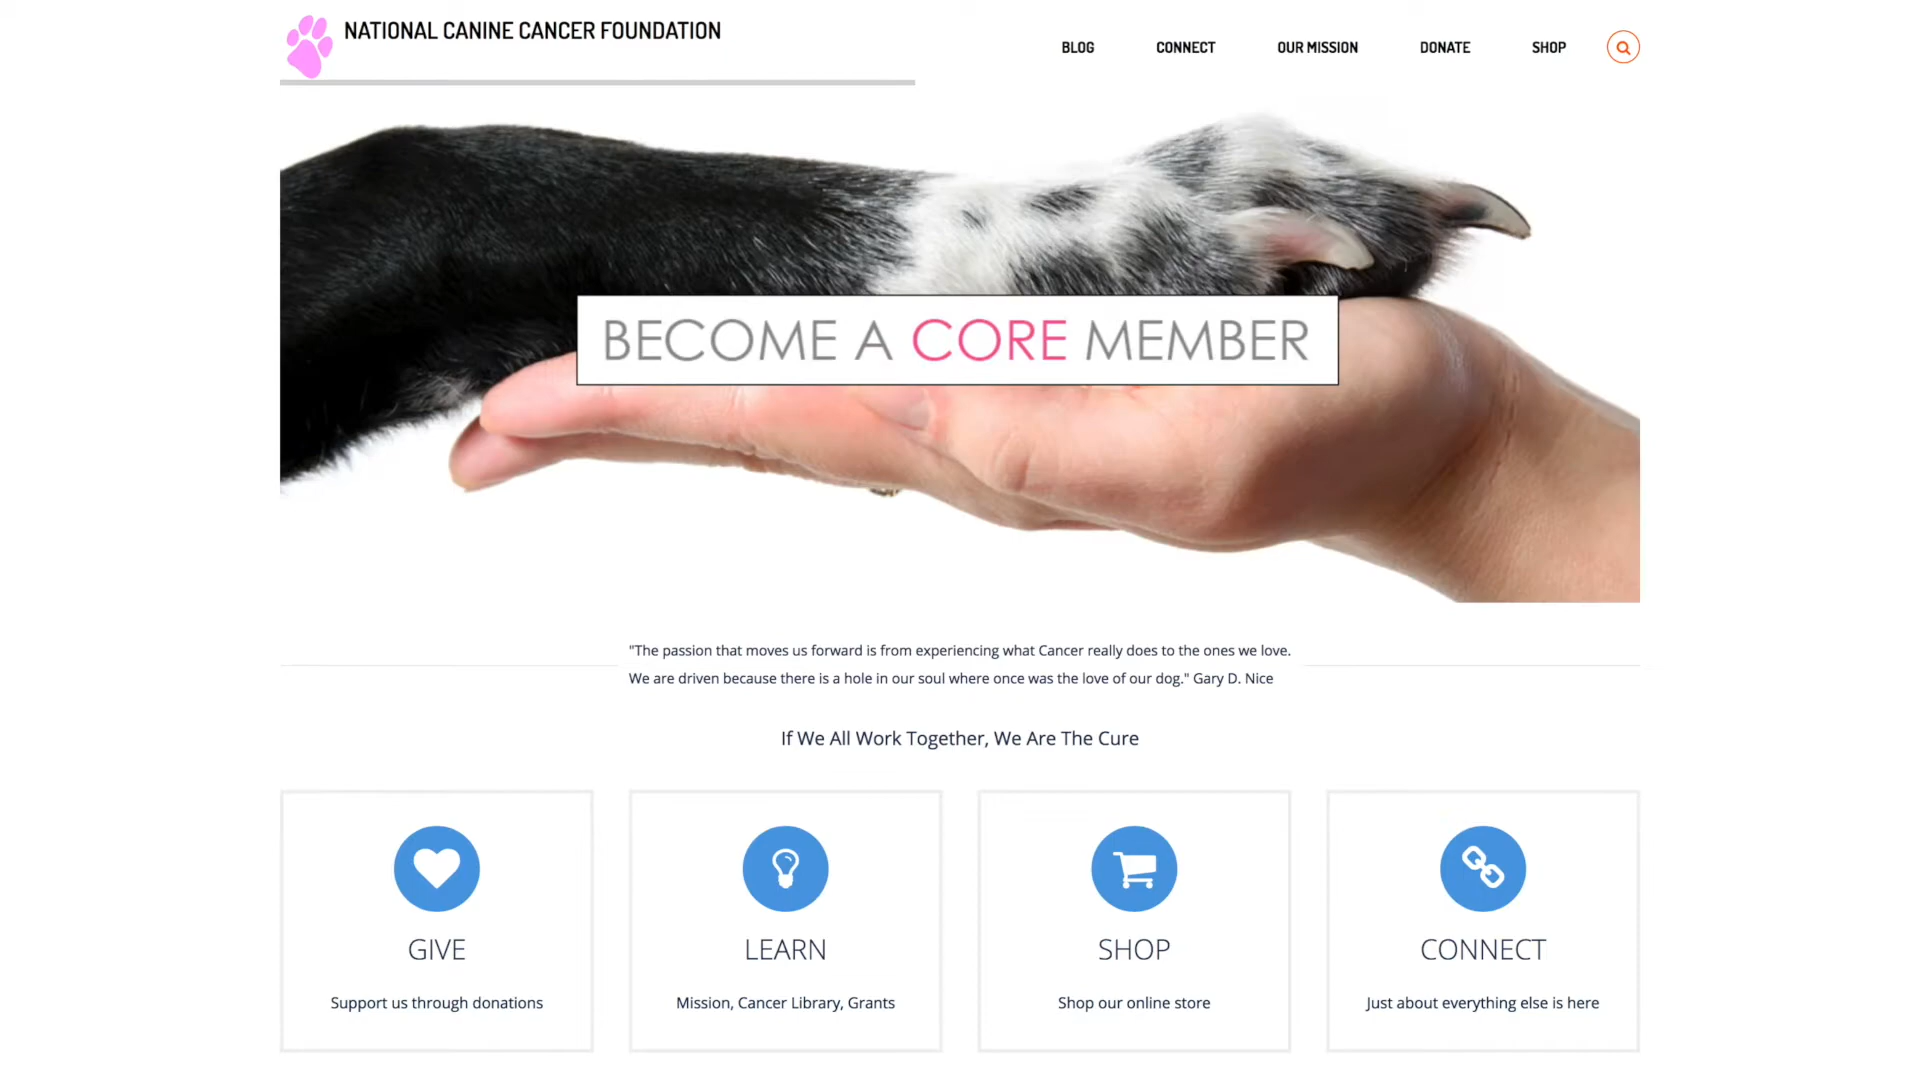 NATIONAL CANINE CANCER FOUNDATION
BLOG
CONNECT
OUR MISSION
DONATE
SHOP
BECOME A CORE MEMBER
"The passion that moves us forward is from experiencing what Cancer really does to the ones we love.
We are driven because there is a hole in our soul where once was the love of our dog." Gary D. Nice
If We All Work Together, We Are The Cure
GIVE
Support us through donations
LEARN
Mission, Cancer Library, Grants
SHOP
Shop our online store
CONNECT
Just about everything else is here